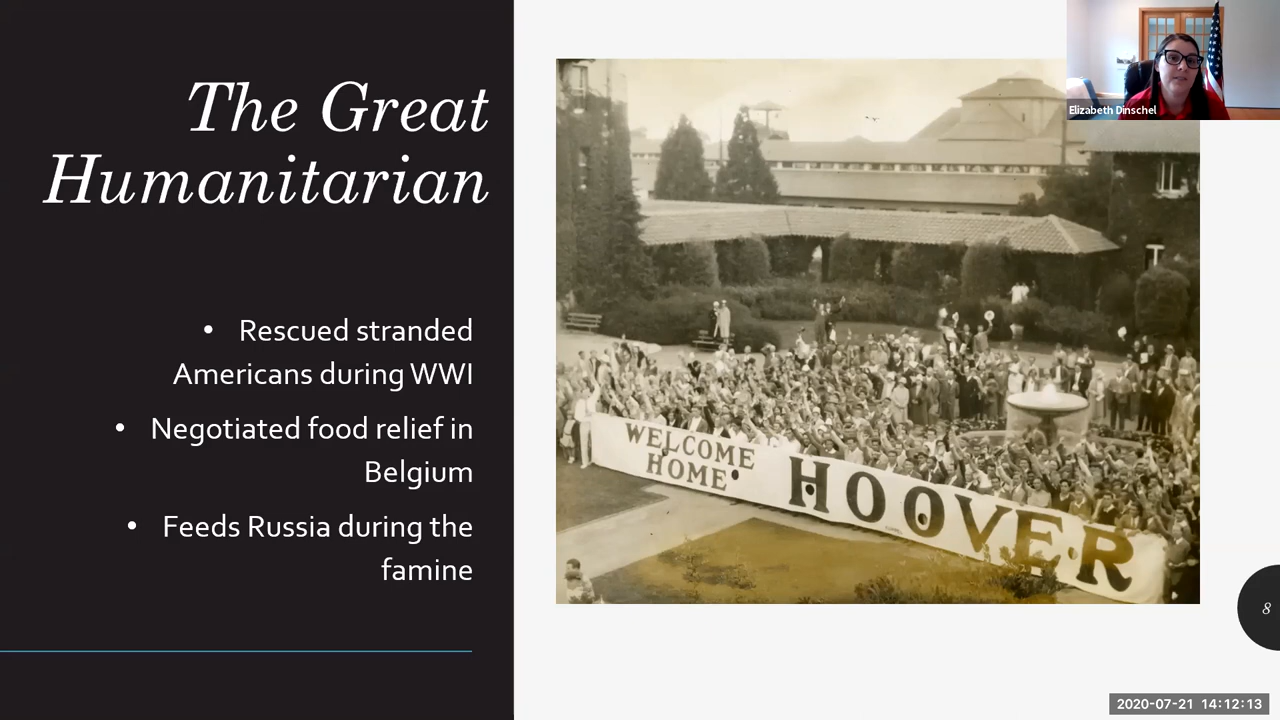 The Great
Humanitarian
• Rescued stranded
Americans during WWI
• Negotiated food relief in
Belgium
• Feeds Russia during the
famine
WELCOME
HOME
HOOVER
Elizabeth Dinschel
8
2020-07-21 14:12:13